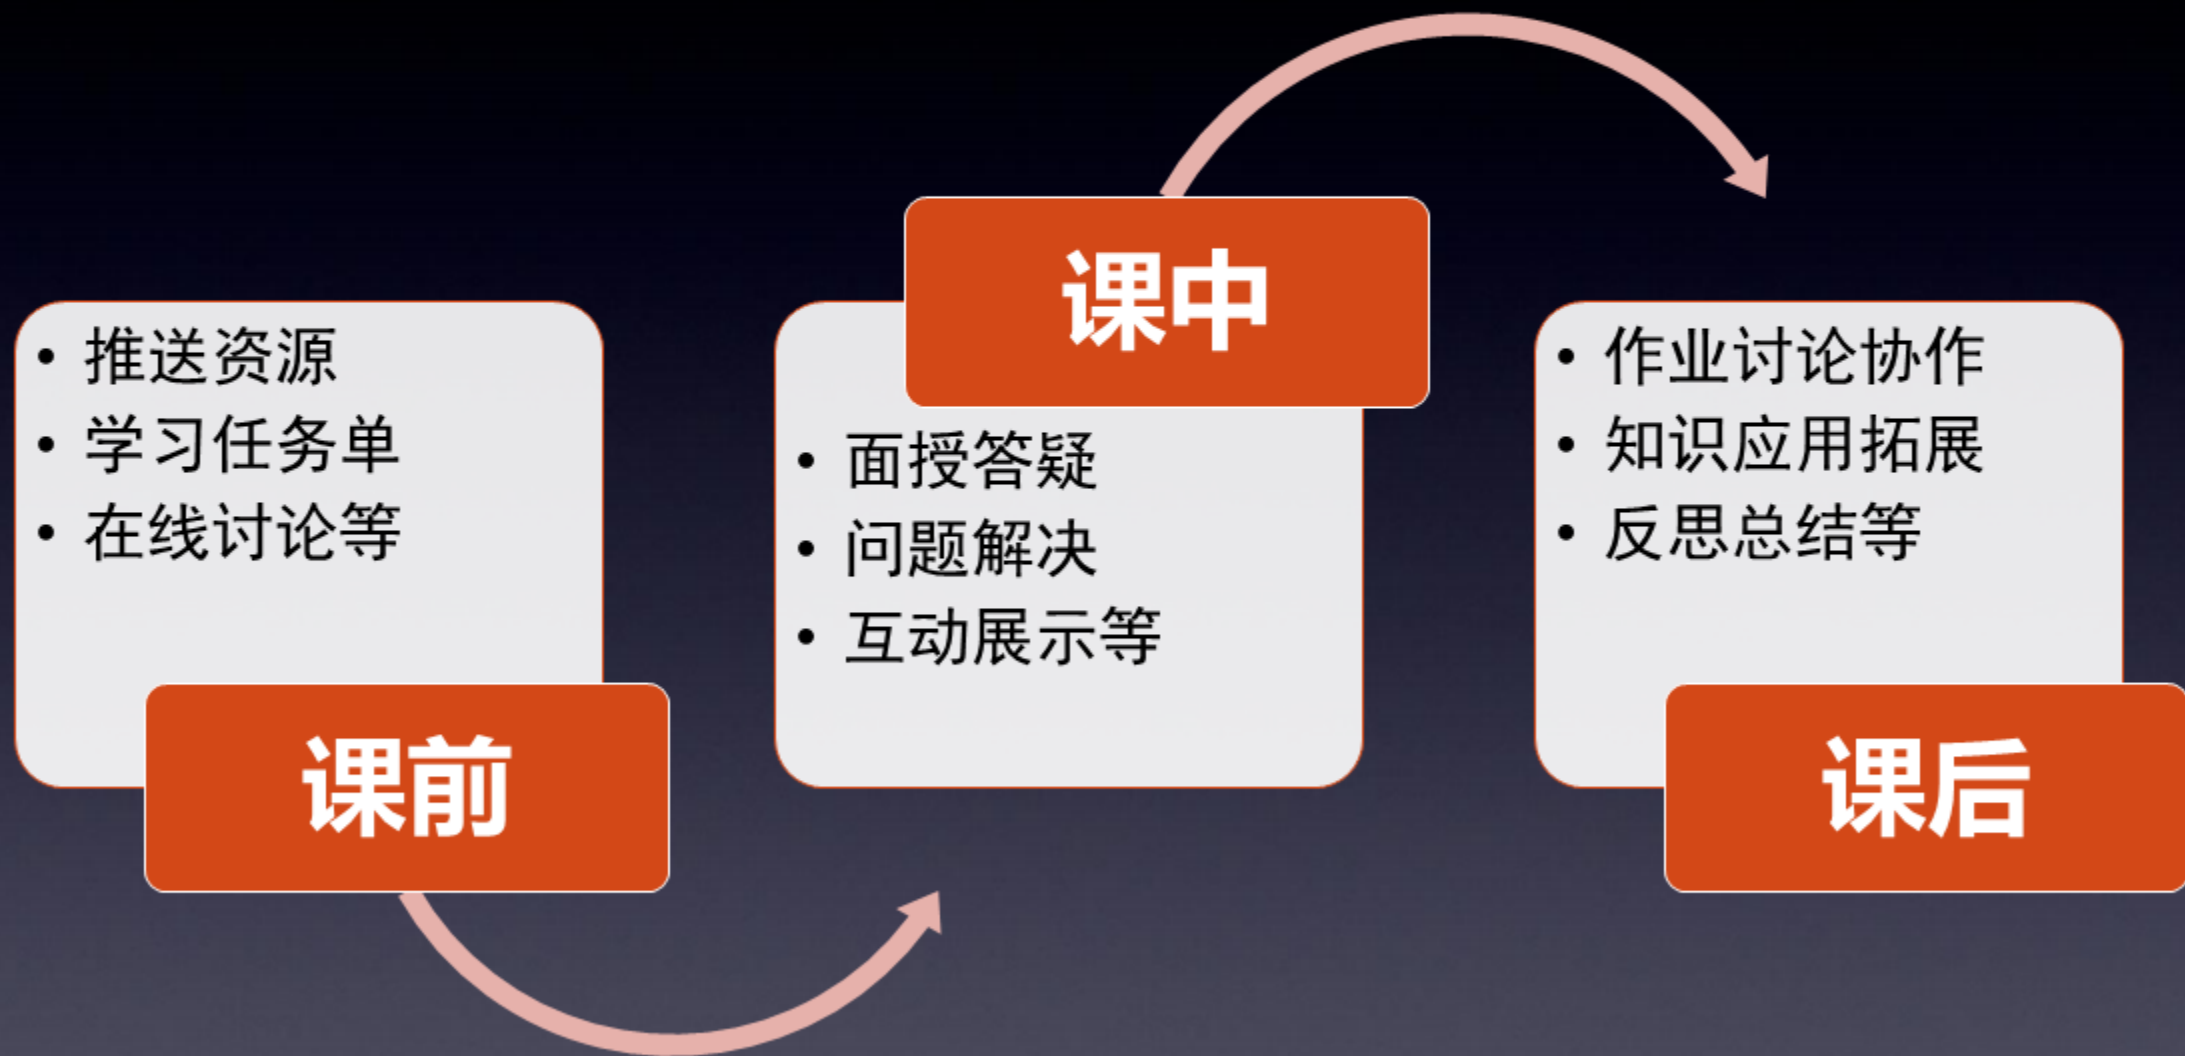 • 推送资源
• 学习任务单
• 在线讨论等
课前
课中
• 面授答疑
• 问题解决
• 互动展示等
• 作业讨论协作
• 知识应用拓展
• 反思总结等
课后